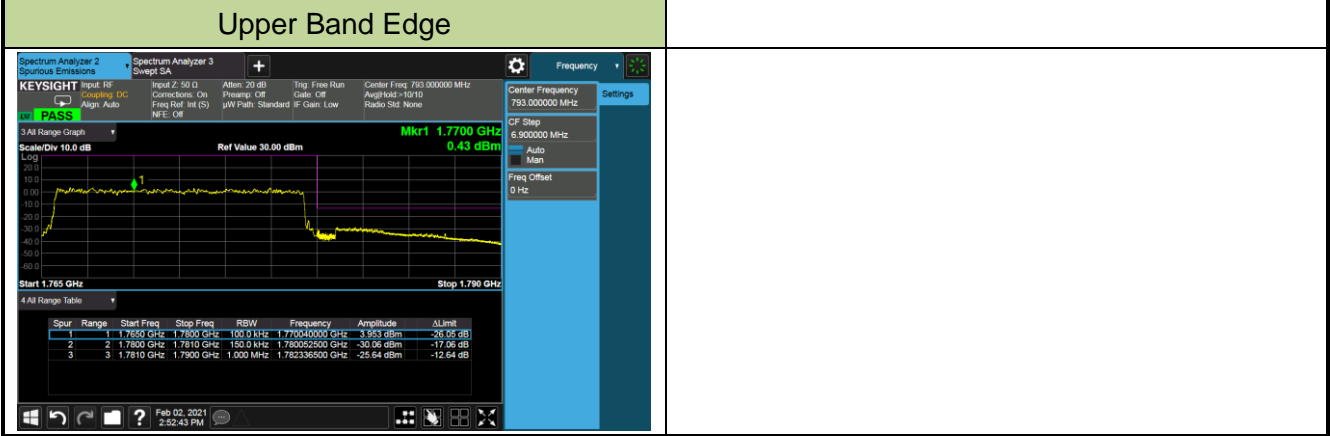 Upper Band Edge
Spectrum Analyzer 2
Spurious Emissions
Spectrum Analyzer 3
Swept SA
Frequency
KEYSIGHT
Input: RF
Coupling: DC
Align: Auto
Input Z: 50 Ω
Corrections: On
Freq Ref: Int (S)
NFE: Off
Atten: 20 dB
Preamp: Off
µW Path: Standard
Trig: Free Run
Gate: Off
IF Gain: Low
Center Freq: 793.000000 MHz
Avg|Hold:>10/10
Radio Std: None
PASS
Center Frequency
793.000000 MHz
Settings
CF Step
6.900000 MHz
Auto
Man
Freq Offset
0 Hz
3 All Range Graph
Mkr1 1.7700 GHz
Scale/Div 10.0 dB
Ref Value 30.00 dBm
0.43 dBm
Log
20.0
10.0
0.00
-10.0
-20.0
-30.0
-40.0
-50.0
-60.0
1
Start 1.765 GHz
Stop 1.790 GHz
4 All Range Table
Spur Range Start Freq Stop Freq RBW Frequency Amplitude ΔLimit
1 1 1.7650 GHz 1.7800 GHz 100.0 kHz 1.770040000 GHz 3.953 dBm -26.05 dB
2 2 1.7800 GHz 1.7810 GHz 150.0 kHz 1.780052500 GHz -30.06 dBm -17.06 dB
3 3 1.7810 GHz 1.7900 GHz 1.000 MHz 1.782336500 GHz -25.64 dBm -12.64 dB
Feb 02, 2021
2:52:43 PM